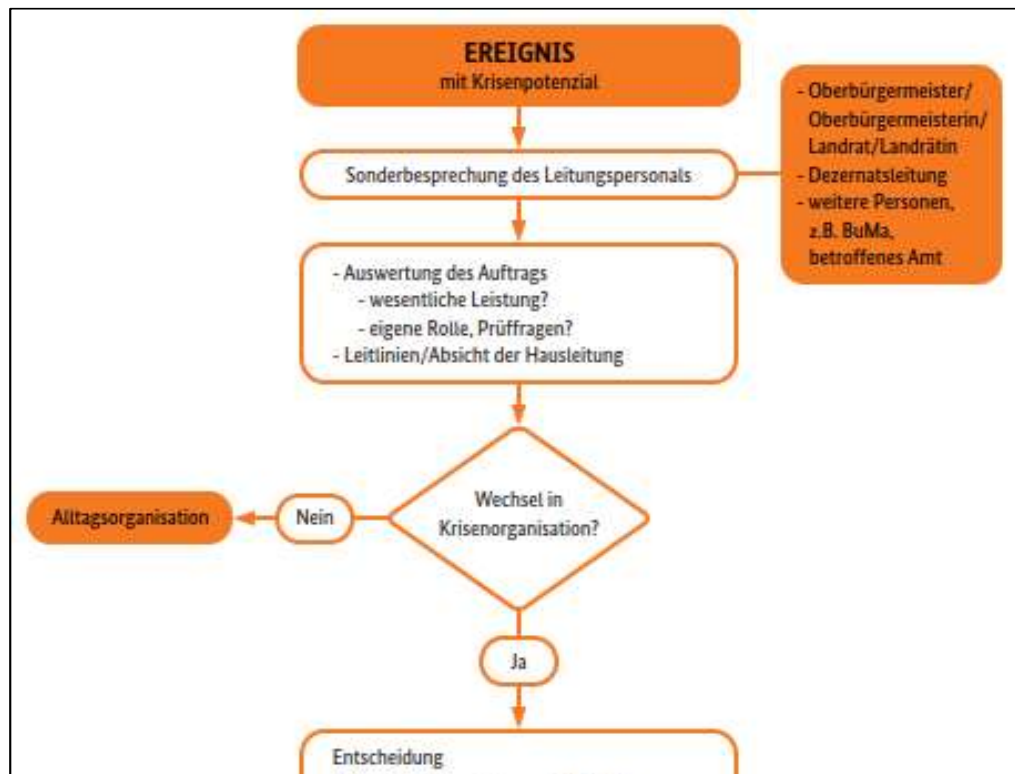 EREIGNIS
mit Krisenpotenzial
Sonderbesprechung des Leitungspersonals
- Oberbürgermeister/
Oberbürgermeisterin/
Landrat/Landrätin
- Dezernatsleitung
- weitere Personen,
z.B. BuMa,
betroffenes Amt
- Auswertung des Auftrags
- wesentliche Leistung?
- eigene Rolle, Prüffragen?
- Leitlinien/Absicht der Hausleitung
Wechsel in
Krisenorganisation?
Nein
Alltagsorganisation
Ja
Entscheidung